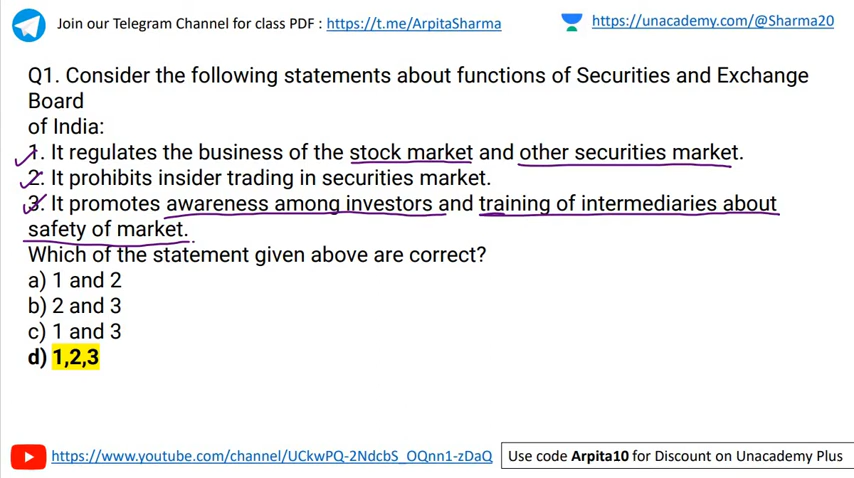 Join our Telegram Channel for class PDF : https://t.me/ArpitaSharma
https://unacademy.com/@Sharma20
Q1. Consider the following statements about functions of Securities and Exchange
Board
of India:
1. It regulates the business of the stock market and other securities market.
2. It prohibits insider trading in securities market.
3. It promotes awareness among investors and training of intermediaries about
safety of market.
Which of the statement given above are correct?
a) 1 and 2
b) 2 and 3
c) 1 and 3
d) 1,2,3
https://www.youtube.com/channel/UCkwPQ-2NdcbS_OQnn1-zDaQ
Use code Arpita10 for Discount on Unacademy Plus